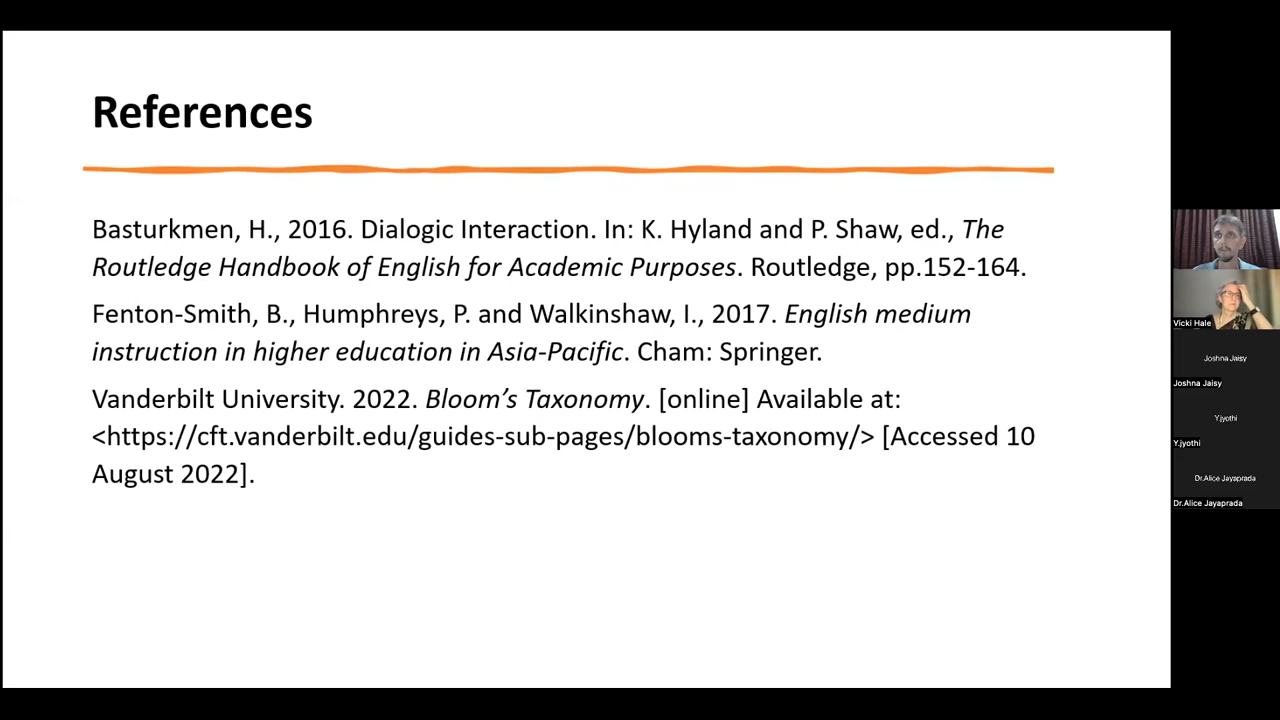 References
Basturkmen, H., 2016. Dialogic Interaction. In: K. Hyland and P. Shaw, ed., The
Routledge Handbook of English for Academic Purposes. Routledge, pp.152-164.
Fenton-Smith, B., Humphreys, P. and Walkinshaw, I., 2017. English medium
instruction in higher education in Asia-Pacific. Cham: Springer.
Vanderbilt University. 2022. Bloom’s Taxonomy. [online] Available at:
<https://cft.vanderbilt.edu/guides-sub-pages/blooms-taxonomy/> [Accessed 10
August 2022].
Vicki Hale
Joshna Jaisy
Joshna Jaisy
Y.jyothi
Y.jyothi
Dr.Alice Jayaprada
Dr.Alice Jayaprada